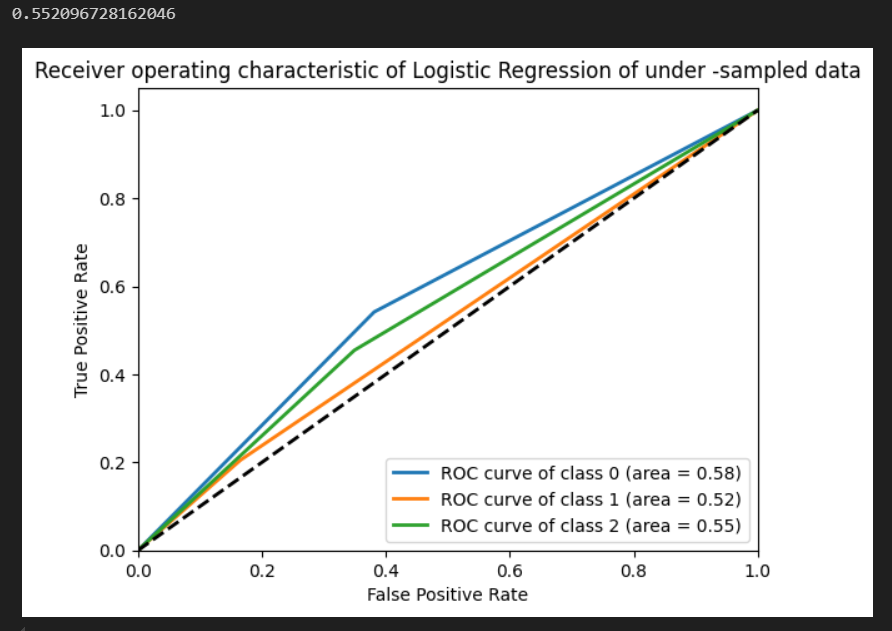 0.552096728162046
Receiver operating characteristic of Logistic Regression of under -sampled data
1.0
0.8
0.6
0.4
0.2
0.0
True Positive Rate
ROC curve of class 0 (area = 0.58)
ROC curve of class 1 (area = 0.52)
ROC curve of class 2 (area = 0.55)
0.0 0.2 0.4 0.6 0.8 1.0
False Positive Rate